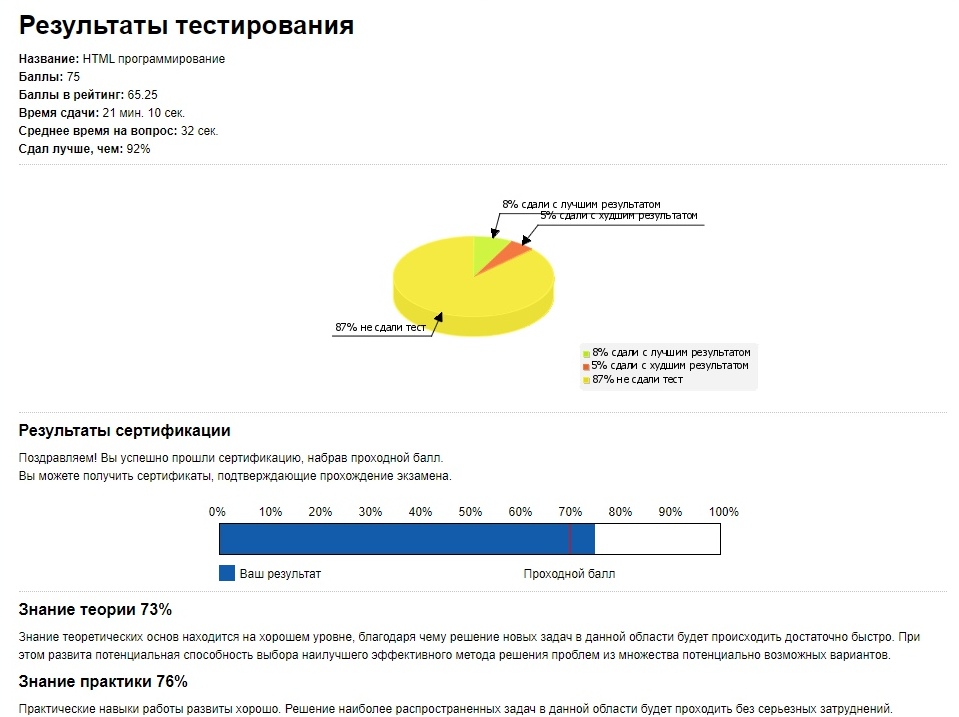 Результаты тестирования
Название: HTML программирование
Баллы: 75
Баллы в рейтинг: 65.25
Время сдачи: 21 мин. 10 сек.
Среднее время на вопрос: 32 сек.
Сдал лучше, чем: 92%
8% сдали с лучшим результатом
5% сдали с худшим результатом
87% не сдали тест
8% сдали с лучшим результатом
5% сдали с худшим результатом
87% не сдали тест
Результаты сертификации
Поздравляем! Вы успешно прошли сертификацию, набрав проходной балл.
Вы можете получить сертификаты, подтверждающие прохождение экзамена.
0% 10% 20% 30% 40% 50% 60% 70% 80% 90% 100%
Ваш результат Проходной балл
Знание теории 73%
Знание теоретических основ находится на хорошем уровне, благодаря чему решение новых задач в данной области будет происходить достаточно быстро. При
этом развита потенциальная способность выбора наилучшего эффективного метода решения проблем из множества потенциально возможных вариантов.
Знание практики 76%
Практические навыки работы развиты хорошо. Решение наиболее распространенных задач в данной области будет проходить без серьезных затруднений.